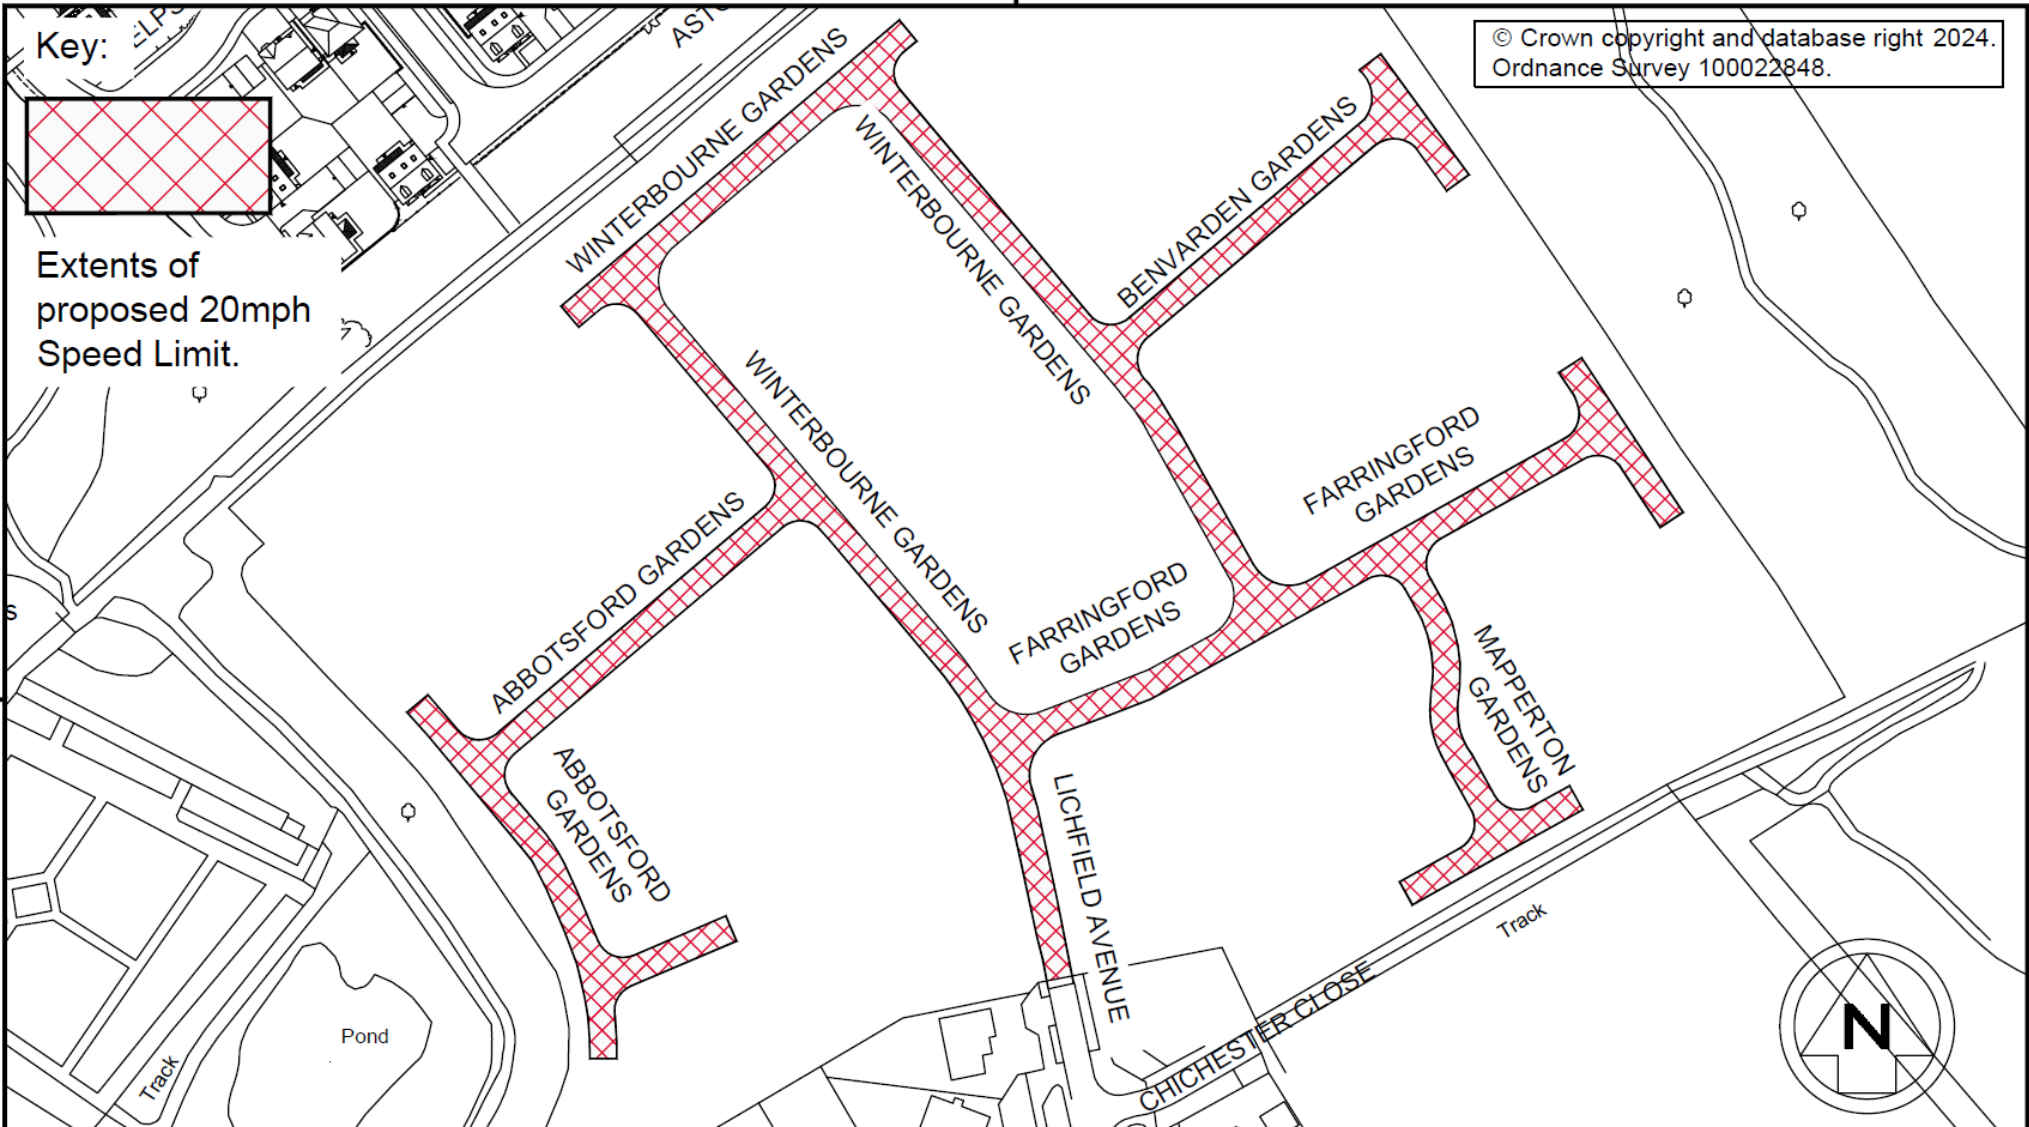 Key:
Extents of
proposed 20mph
Speed Limit.
© Crown copyright and database right 2024.
Ordnance Survey 100022848.
WINTERBOURNE GARDENS
WINTERBOURNE GARDENS
BENVARDEN GARDENS
WINTERBOURNE GARDENS
FARRINGFORD
GARDENS
ABBOTSFORD GARDENS
FARRINGFORD
GARDENS
MAPPERTON
GARDENS
ABBOTSFORD
GARDENS
LICHFIELD AVENUE
CHICHESTER CLOSE
Track
Pond
Track
N